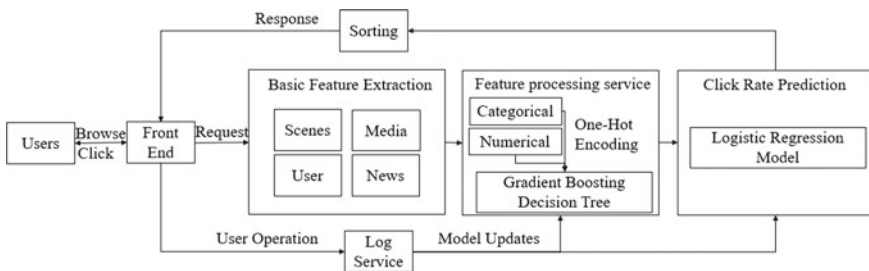 Response
Sorting
Basic Feature Extraction
Feature processing service
Click Rate Prediction
Users
Browse
Click
Front
End
Request
Scenes
Media
User
News
Categorical
Numerical
One-Hot
Encoding
Gradient Boosting
Decision Tree
Logistic Regression
Model
User Operation
Log
Service
Model Updates